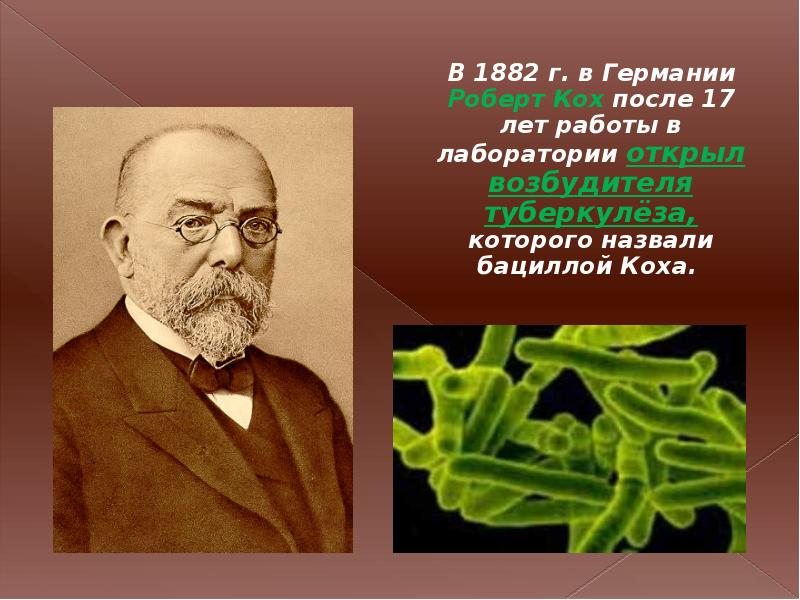 В 1882 г. в Германии
Роберт Кох после 17
лет работы в
лаборатории открыл
возбудителя
туберкулёза,
которого назвали
бациллой Коха.